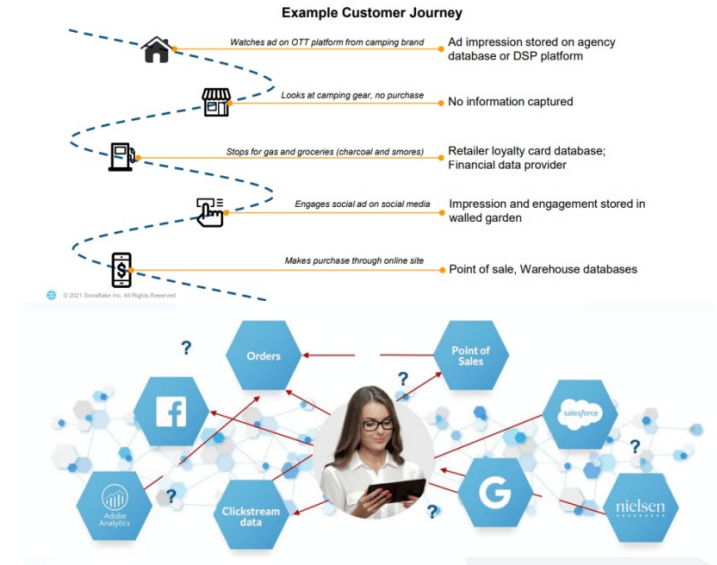 Example Customer Journey
Watches ad on OTT platform from camping brand
Ad impression stored on agency
database or DSP platform
Looks at camping gear, no purchase
No information captured
Stops for gas and groceries (charcoal and smores)
Retailer loyalty card database;
Financial data provider
Engages social ad on social media
Impression and engagement stored in
walled garden
Makes purchase through online site
Point of sale, Warehouse databases
$
© 2021 Snowflake Inc. All Rights Reserved
?
Orders
Point of
Sales
?
f
salesforce
?
Adobe
Analytics
?
Clickstream
data
?
G
nielsen